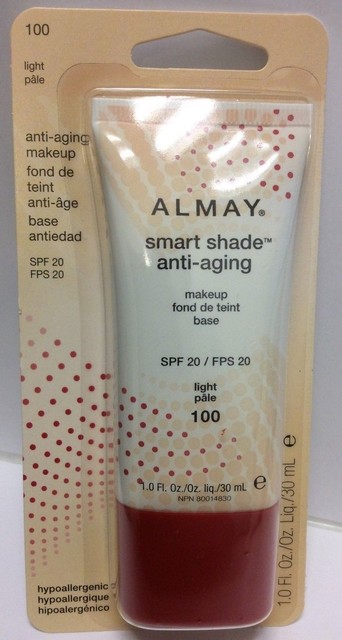 100
light
pâle
anti-aging
makeup
fond de
teint
anti-âge
base
antiedad
SPF 20
FPS 20
ALMAY®
smart shade™
anti-aging
makeup
fond de teint
base
SPF 20 / FPS 20
light
pâle
100
1.0 Fl. Oz./Oz. Liq./30 mL e
NPN 80014830
hypoallergenic
hypoallergique
hipoalergénico
1.0 Fl. Oz./Oz. Liq./30 mL e